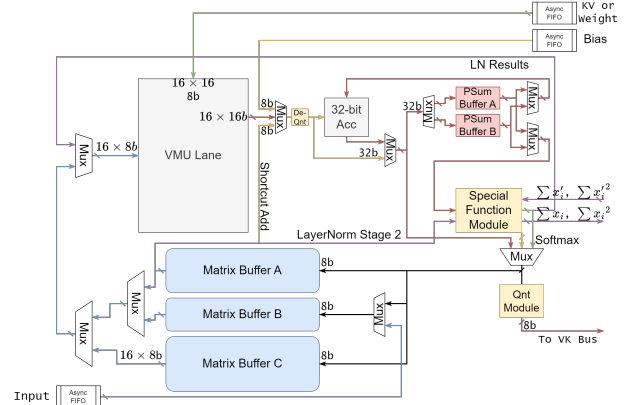 Async
FIFO
KV or
Weight
Async
FIFO
Bias
LN Results
16 × 16
8b
16 × 16b
8b
Mux
8b
De-
Qnt
32-bit
Acc
32b
Mux
PSum
Buffer A
PSum
Buffer B
Mux
Mux
Mux
16 × 8b
VMU Lane
32b
Mux
Shortcut Add
Special
Function
Module
∑ x′ᵢ, ∑ x′ᵢ²
∑ xᵢ, ∑ xᵢ²
LayerNorm Stage 2
Softmax
Mux
Matrix Buffer A
8b
Mux
Mux
Matrix Buffer B
8b
Mux
Qnt
Module
8b
To VK Bus
16 × 8b
Matrix Buffer C
8b
Input
Async
FIFO